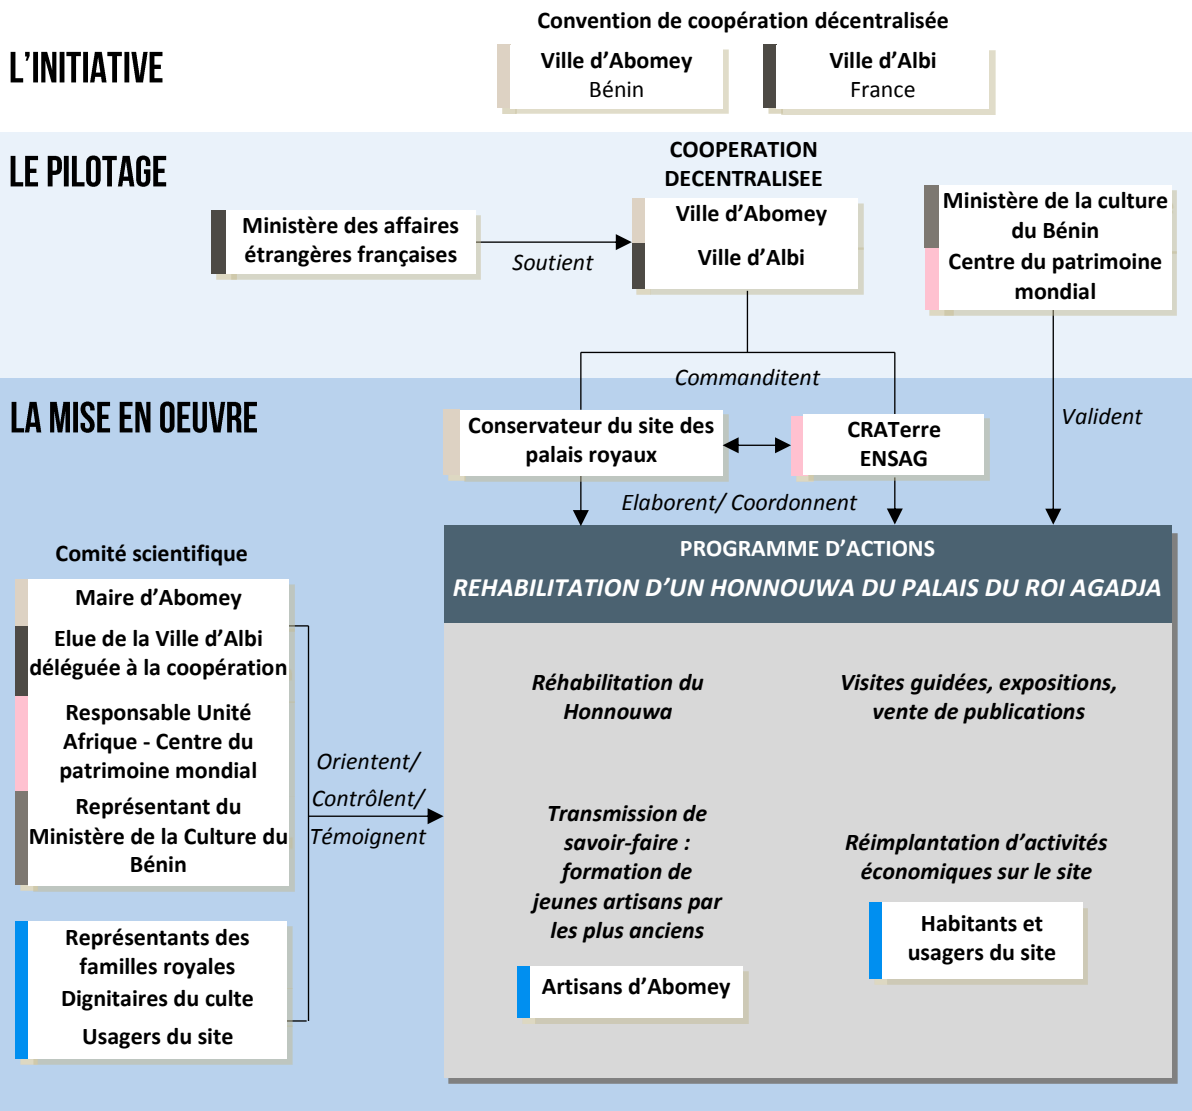 Convention de coopération décentralisée
L'INITIATIVE
Ville d'Abomey
Bénin
Ville d'Albi
France
LE PILOTAGE
COOPERATION
DECENTRALISEE
Ministère des affaires
étrangères françaises
Soutient
Ville d'Abomey
Ville d'Albi
Ministère de la culture
du Bénin
Centre du patrimoine
mondial
Commanditent
LA MISE EN OEUVRE
Conservateur du site des
palais royaux
CRATerre
ENSAG
Valident
Elaborent/ Coordonnent
Comité scientifique
Maire d'Abomey
Elue de la Ville d'Albi
déléguée à la coopération
Responsable Unité
Afrique - Centre du
patrimoine mondial
Représentant du
Ministère de la Culture du
Bénin
Représentants des
familles royales
Dignitaires du culte
Usagers du site
Orientent/
Contrôlent/
Témoignent
PROGRAMME D'ACTIONS
REHABILITATION D'UN HONNOUWA DU PALAIS DU ROI AGADJA
Réhabilitation du
Honnouwa
Visites guidées, expositions,
vente de publications
Transmission de
savoir-faire :
formation de
jeunes artisans par
les plus anciens
Artisans d'Abomey
Réimplantation d'activités
économiques sur le site
Habitants et
usagers du site